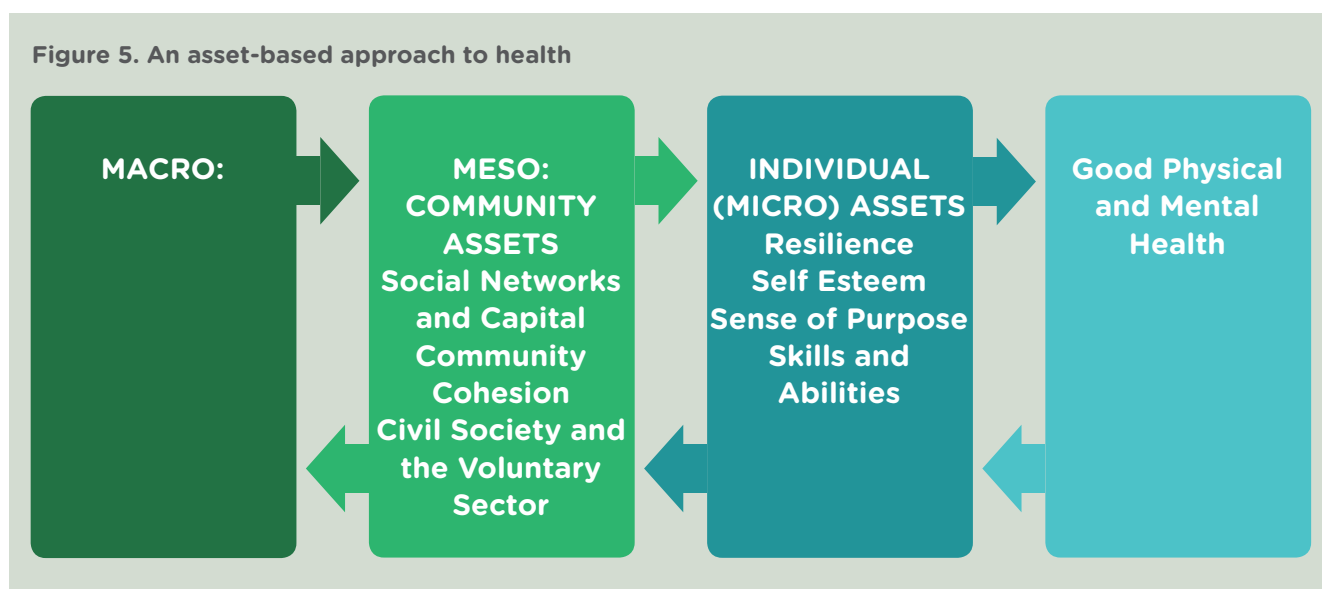 Figure 5. An asset-based approach to health
MACRO:
MESO:
COMMUNITY
ASSETS
Social Networks
and Capital
Community
Cohesion
Civil Society and
the Voluntary
Sector
INDIVIDUAL
(MICRO) ASSETS
Resilience
Self Esteem
Sense of Purpose
Skills and
Abilities
Good Physical
and Mental
Health